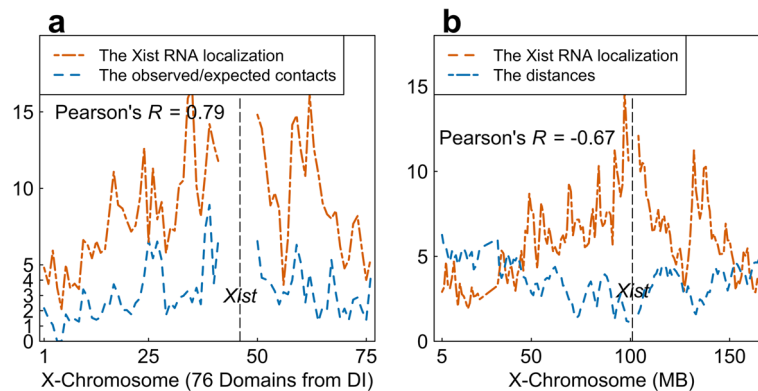 a
The Xist RNA localization
The observed/expected contacts
Pearson's R = 0.79
15
10
5
4
3
2
2
0
Xist
1 25 50 75
X-Chromosome (76 Domains from DI)
b
The Xist RNA localization
The distances
Pearson's R = -0.67
15
10
5
0
Xist
5 50 100 150
X-Chromosome (MB)